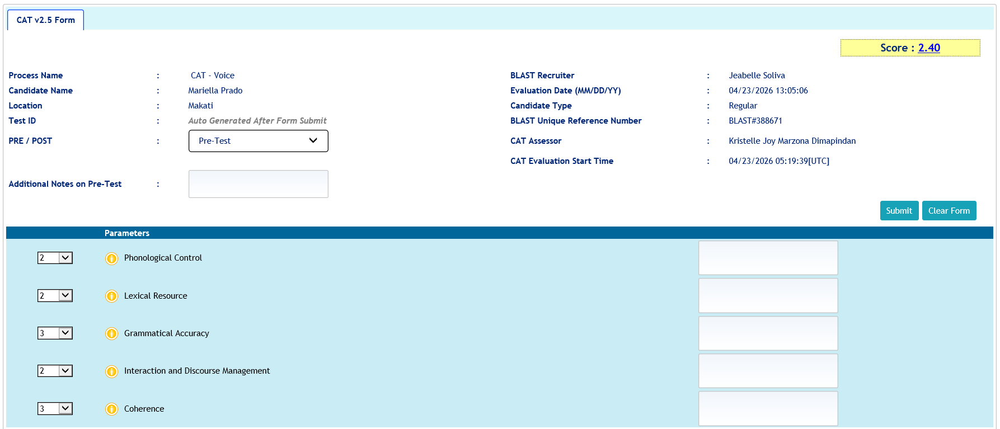 CAT v2.5 Form
Score : 2.40
Process Name : CAT - Voice BLAST Recruiter : Jeabelle Soliva
Candidate Name : Mariella Prado Evaluation Date (MM/DD/YY) : 04/23/2026 13:05:06
Location : Makati Candidate Type : Regular
Test ID : Auto Generated After Form Submit BLAST Unique Reference Number : BLAST#388671
PRE / POST : Pre-Test CAT Assessor : Kristelle Joy Marzona Dimapindan
CAT Evaluation Start Time : 04/23/2026 05:19:39[UTC]
Additional Notes on Pre-Test :
Submit Clear Form
Parameters
2 Phonological Control
2 Lexical Resource
3 Grammatical Accuracy
2 Interaction and Discourse Management
3 Coherence